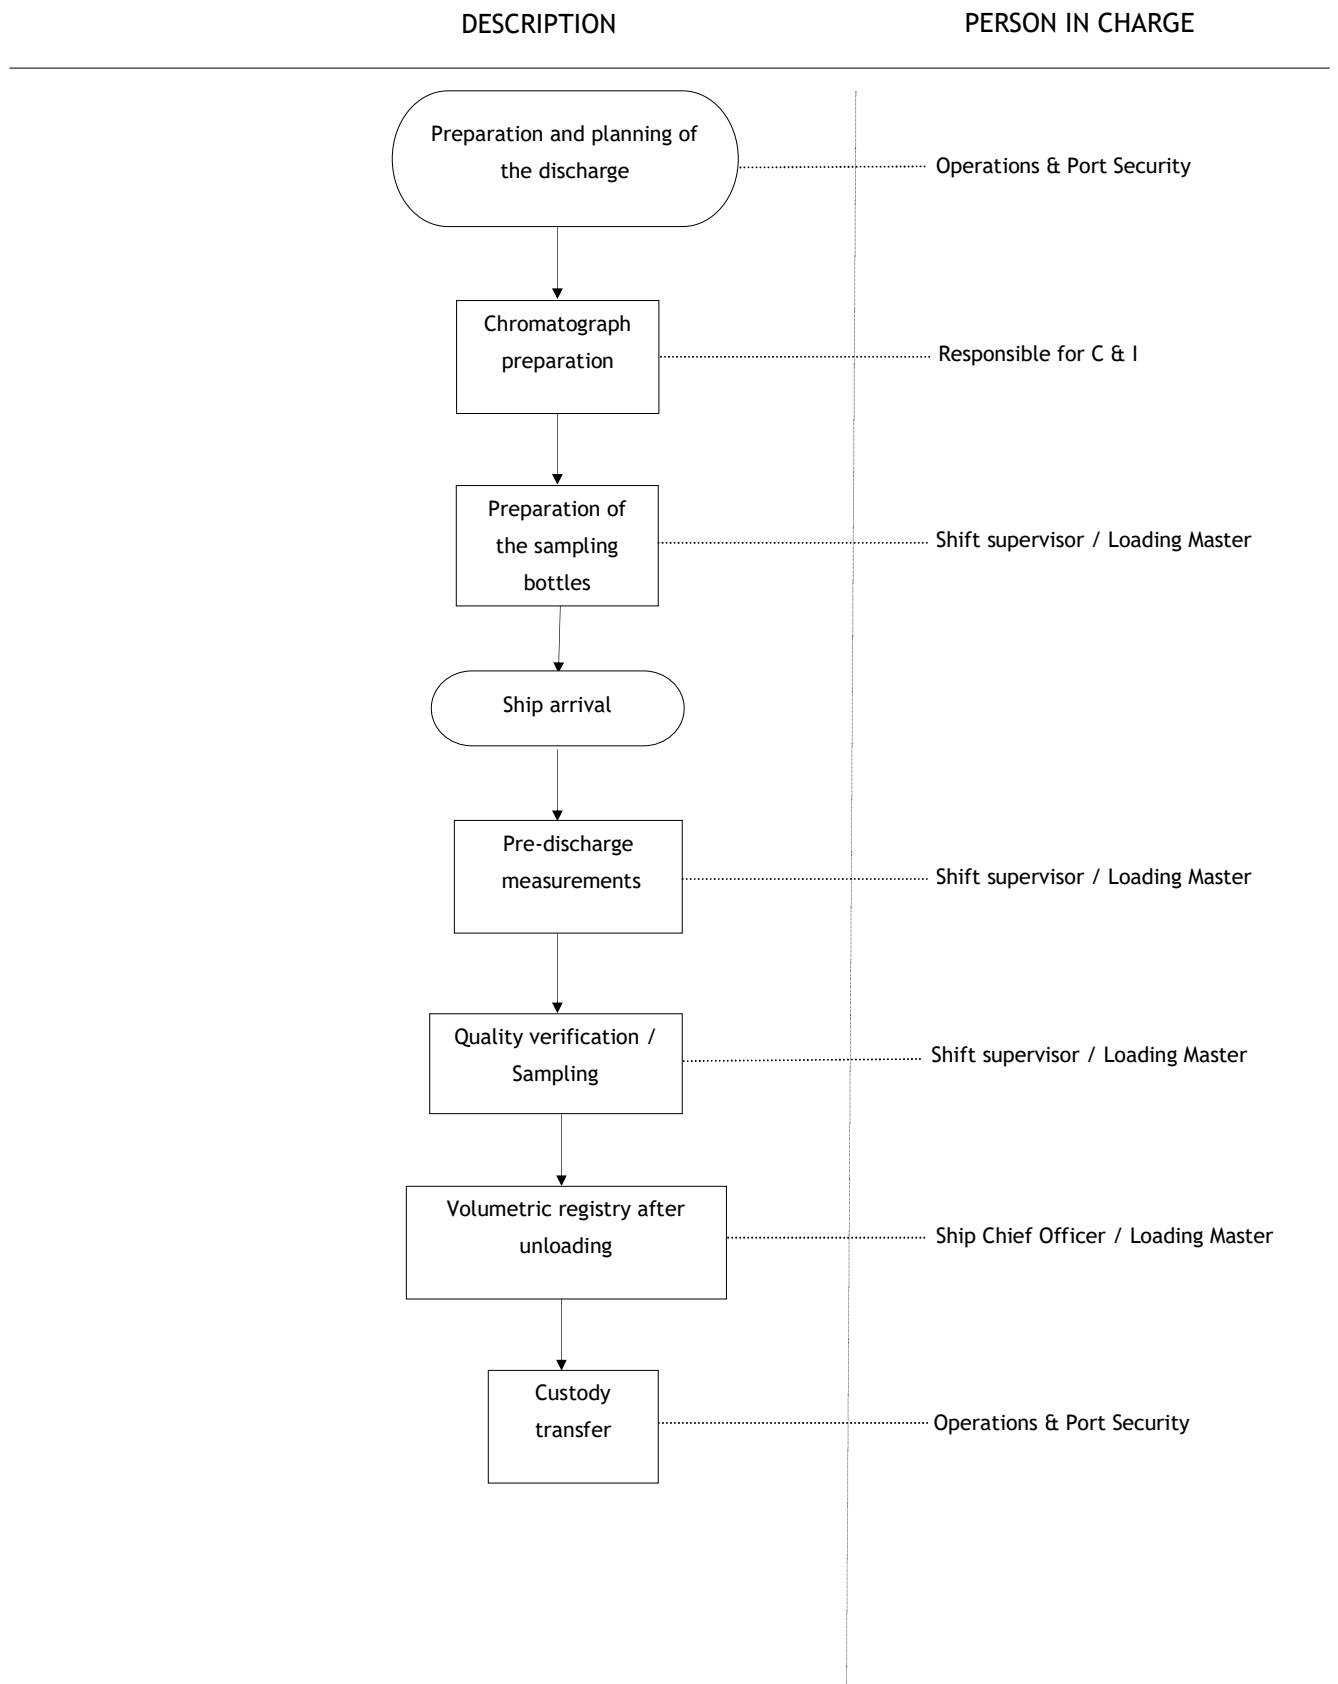 DESCRIPTION
PERSON IN CHARGE
Preparation and planning of
the discharge
Operations & Port Security
Chromatograph
preparation
Responsible for C & I
Preparation of
the sampling
bottles
Shift supervisor / Loading Master
Ship arrival
Pre-discharge
measurements
Shift supervisor / Loading Master
Quality verification /
Sampling
Shift supervisor / Loading Master
Volumetric registry after
unloading
Ship Chief Officer / Loading Master
Custody
transfer
Operations & Port Security